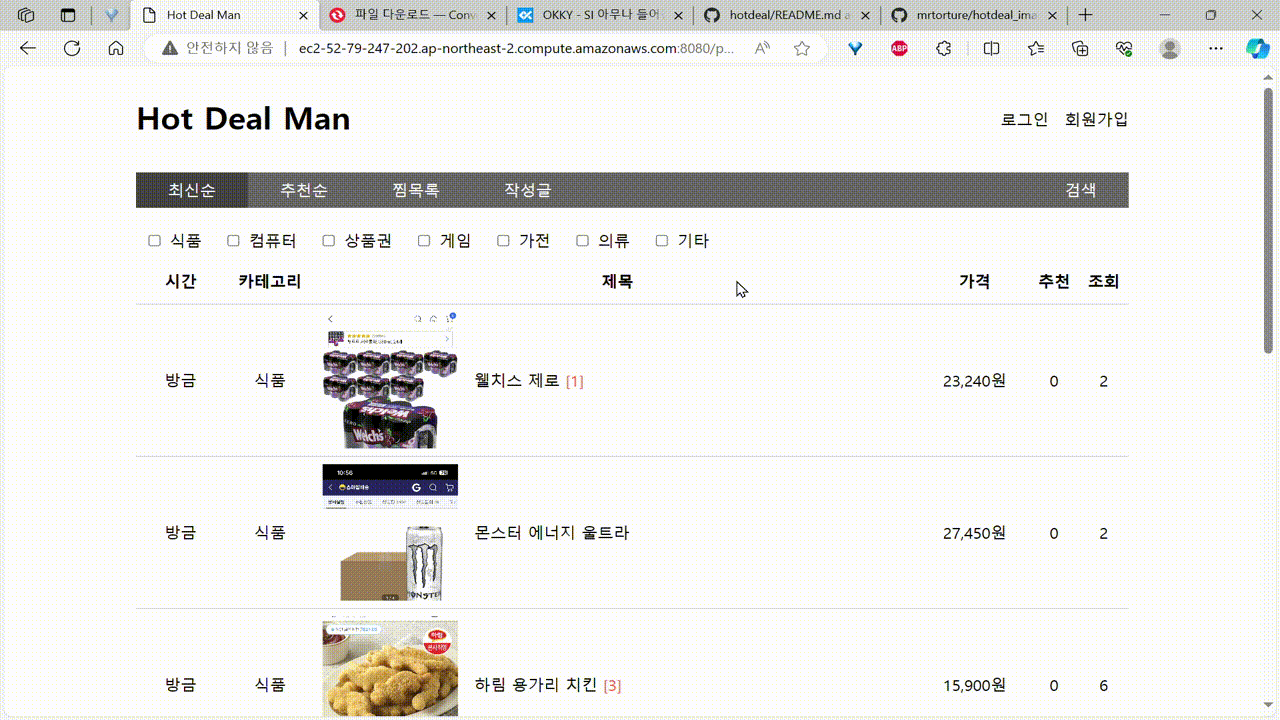 Hot Deal Man
파일 다운로드 — Conv
OKKY - SI 아무나 들어
hotdeal/README.md a
mrtorture/hotdeal_ima
안전하지 않음
ec2-52-79-247-202.ap-northeast-2.compute.amazonaws.com:8080/p...
ABP
Hot Deal Man
로그인 회원가입
최신순 추천순 찜목록 작성글 검색
식품 컴퓨터 상품권 게임 가전 의류 기타
시간 카테고리 제목 가격 추천 조회
Welch's
방금 식품 웰치스 제로 [1] 23,240원 0 2
10:56
MONSTER
방금 식품 몬스터 에너지 울트라 27,450원 0 2
하림
방금 식품 하림 용가리 치킨 [3] 15,900원 0 6